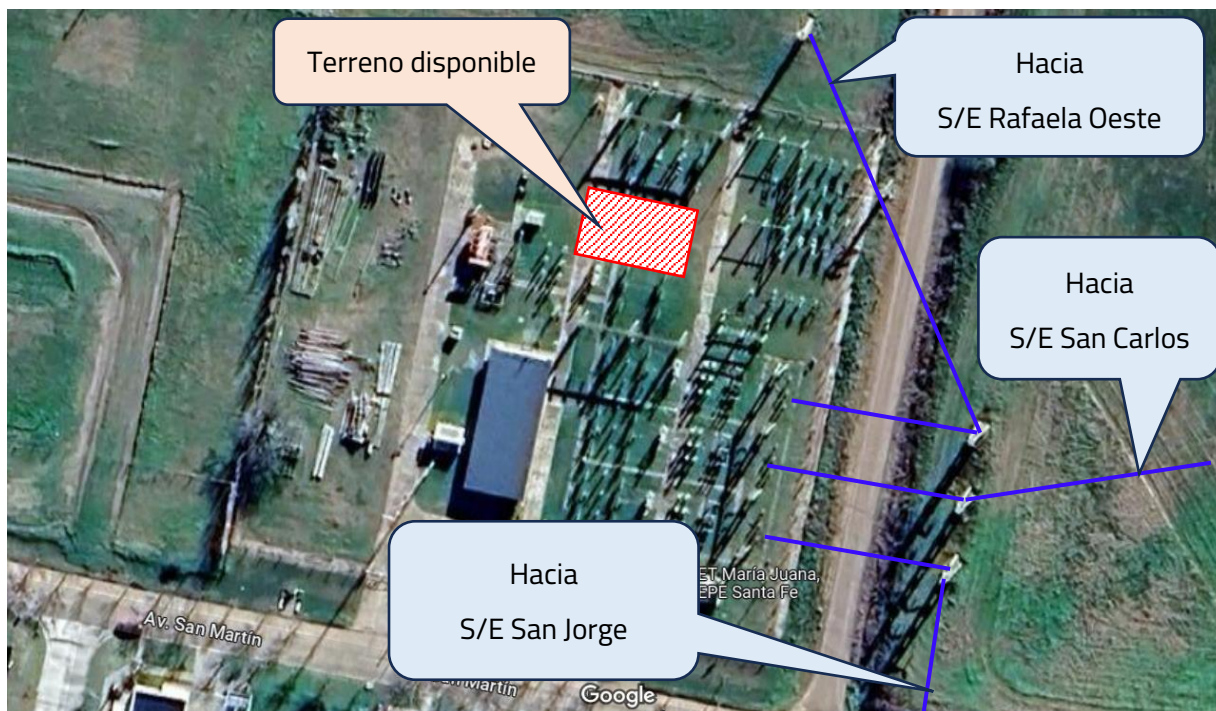 Terreno disponible
Hacia
S/E Rafaela Oeste
Hacia
S/E San Carlos
Hacia
S/E San Jorge
ET María Juana,
EPE Santa Fe
Av. San Martín
Martín
Google